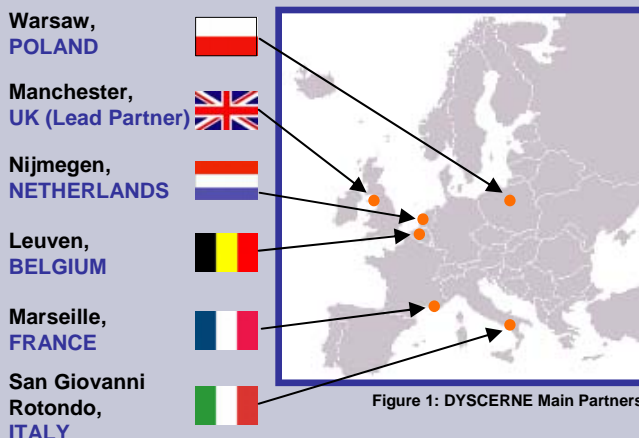 Warsaw,
POLAND
Manchester,
UK (Lead Partner)
Nijmegen,
NETHERLANDS
Leuven,
BELGIUM
Marseille,
FRANCE
San Giovanni
Rotondo,
ITALY
Figure 1: DYSCERNE Main Partners